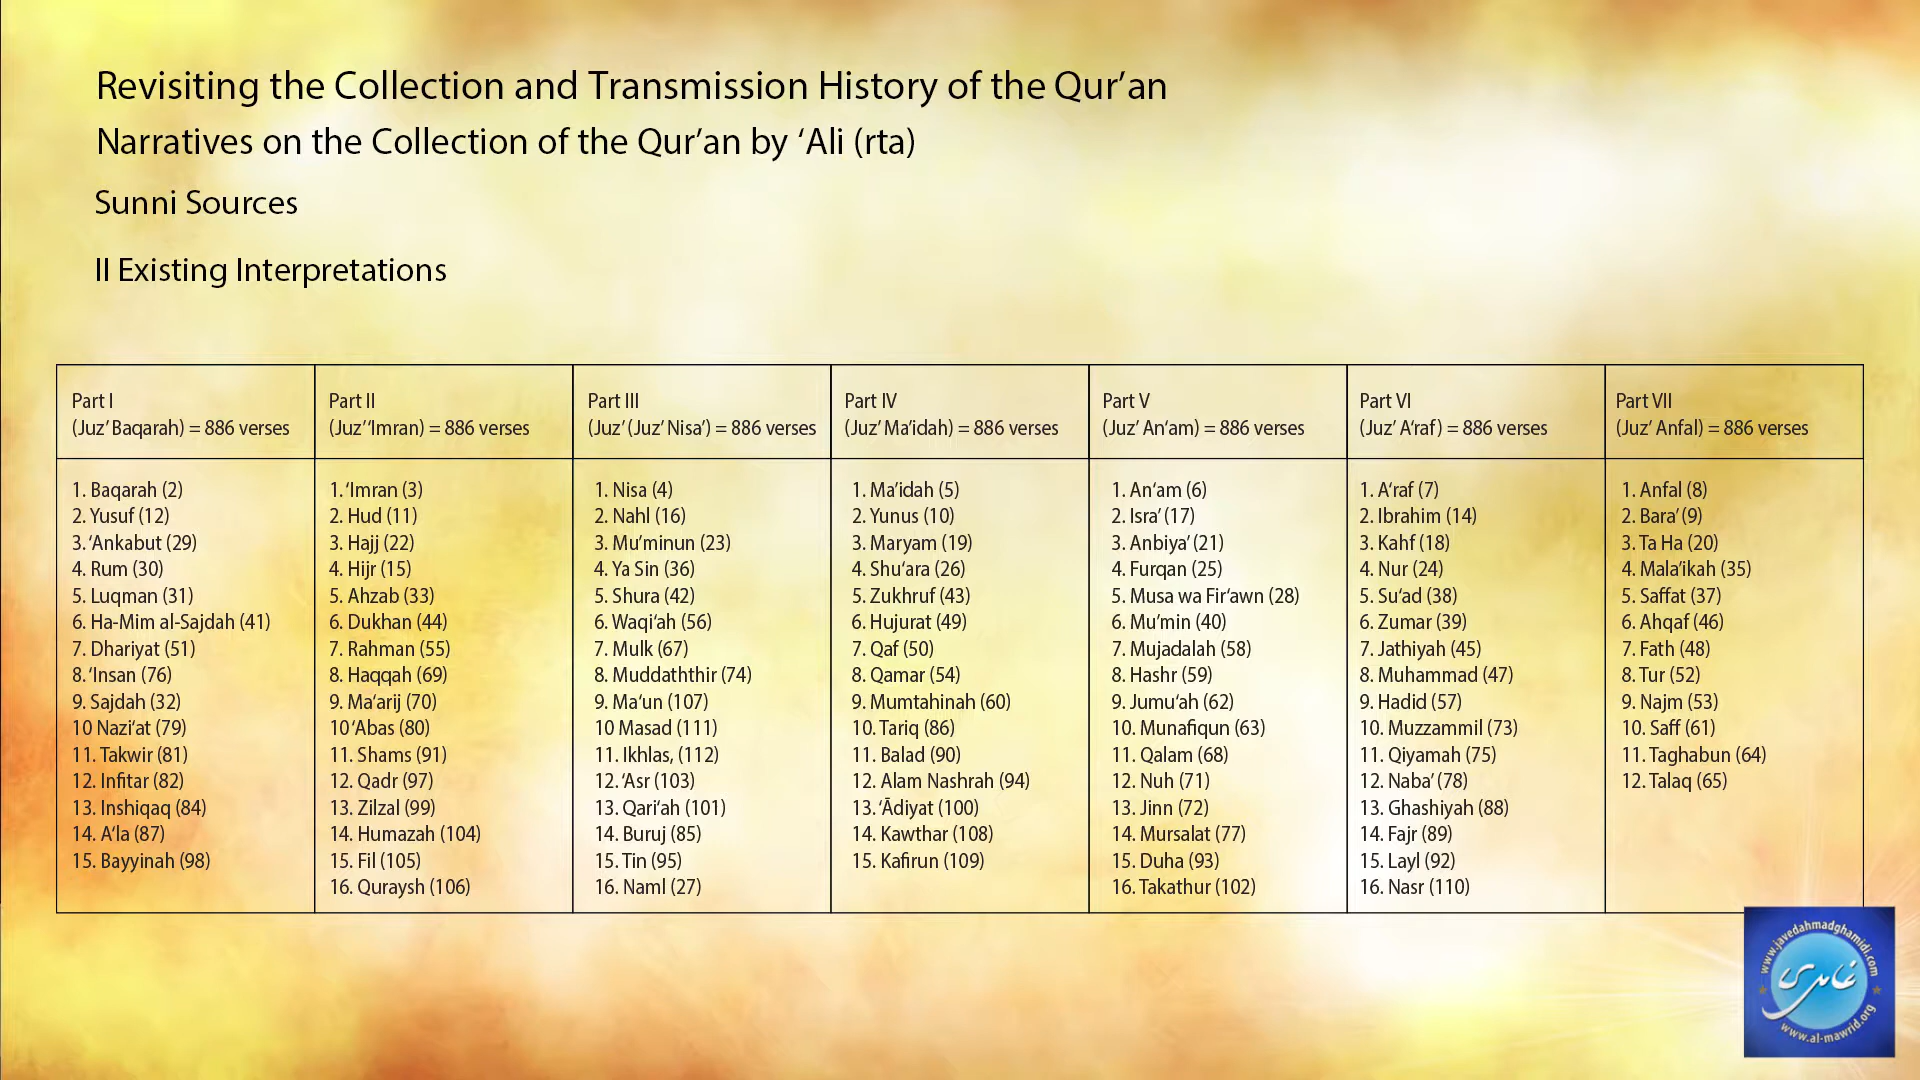 Revisiting the Collection and Transmission History of the Qur’an
Narratives on the Collection of the Qur’an by ‘Ali (rta)
Sunni Sources
II Existing Interpretations
Part I
(Juz’ Baqarah) = 886 verses
1. Baqarah (2)
2. Yusuf (12)
3. ‘Ankabut (29)
4. Rum (30)
5. Luqman (31)
6. Ha-Mim al-Sajdah (41)
7. Dhariyat (51)
8. ‘Insan (76)
9. Sajdah (32)
10 Nazi‘at (79)
11. Takwir (81)
12. Infitar (82)
13. Inshiqaq (84)
14. A‘la (87)
15. Bayyinah (98)
Part II
(Juz’ ‘Imran) = 886 verses
1. ‘Imran (3)
2. Hud (11)
3. Hajj (22)
4. Hijr (15)
5. Ahzab (33)
6. Dukhan (44)
7. Rahman (55)
8. Haqqah (69)
9. Ma‘arij (70)
10 ‘Abas (80)
11. Shams (91)
12. Qadr (97)
13. Zilzal (99)
14. Humazah (104)
15. Fil (105)
16. Quraysh (106)
Part III
(Juz’ (Juz’ Nisa’) = 886 verses
1. Nisa (4)
2. Nahl (16)
3. Mu’minun (23)
4. Ya Sin (36)
5. Shura (42)
6. Waqi‘ah (56)
7. Mulk (67)
8. Muddaththir (74)
9. Ma‘un (107)
10 Masad (111)
11. Ikhlas, (112)
12. ‘Asr (103)
13. Qari‘ah (101)
14. Buruj (85)
15. Tin (95)
16. Naml (27)
Part IV
(Juz’ Ma’idah) = 886 verses
1. Ma’idah (5)
2. Yunus (10)
3. Maryam (19)
4. Shu‘ara (26)
5. Zukhruf (43)
6. Hujurat (49)
7. Qaf (50)
8. Qamar (54)
9. Mumtahinah (60)
10. Tariq (86)
11. Balad (90)
12. Alam Nashrah (94)
13. ‘Ādiyat (100)
14. Kawthar (108)
15. Kafirun (109)
Part V
(Juz’ An‘am) = 886 verses
1. An‘am (6)
2. Isra’ (17)
3. Anbiya’ (21)
4. Furqan (25)
5. Musa wa Fir‘awn (28)
6. Mu’min (40)
7. Mujadalah (58)
8. Hashr (59)
9. Jumu‘ah (62)
10. Munafiqun (63)
11. Qalam (68)
12. Nuh (71)
13. Jinn (72)
14. Mursalat (77)
15. Duha (93)
16. Takathur (102)
Part VI
(Juz’ A‘raf) = 886 verses
1. A‘raf (7)
2. Ibrahim (14)
3. Kahf (18)
4. Nur (24)
5. Su‘ad (38)
6. Zumar (39)
7. Jathiyah (45)
8. Muhammad (47)
9. Hadid (57)
10. Muzzammil (73)
11. Qiyamah (75)
12. Naba’ (78)
13. Ghashiyah (88)
14. Fajr (89)
15. Layl (92)
16. Nasr (110)
Part VII
(Juz’ Anfal) = 886 verses
1. Anfal (8)
2. Bara’ (9)
3. Ta Ha (20)
4. Mala’ikah (35)
5. Saffat (37)
6. Ahqaf (46)
7. Fath (48)
8. Tur (52)
9. Najm (53)
10. Saff (61)
11. Taghabun (64)
12. Talaq (65)
www.javedahmadghamidi.com
غامدی
www.al-mawrid.org